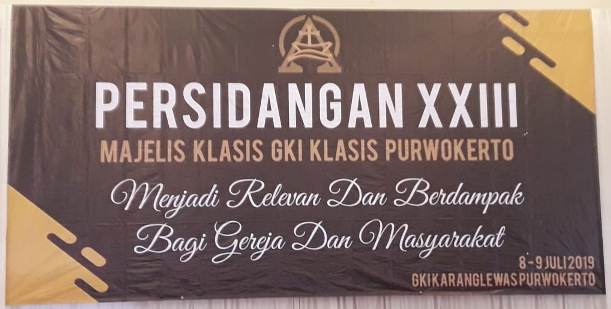 PERSIDANGAN XXIII
MAJELIS KLASIS GKI KLASIS PURWOKERTO
Menjadi Relevan Dan Berdampak
Bagi Gereja Dan Masyarakat
8-9 JULI 2019
GKI KARANGLEWAS PURWOKERTO